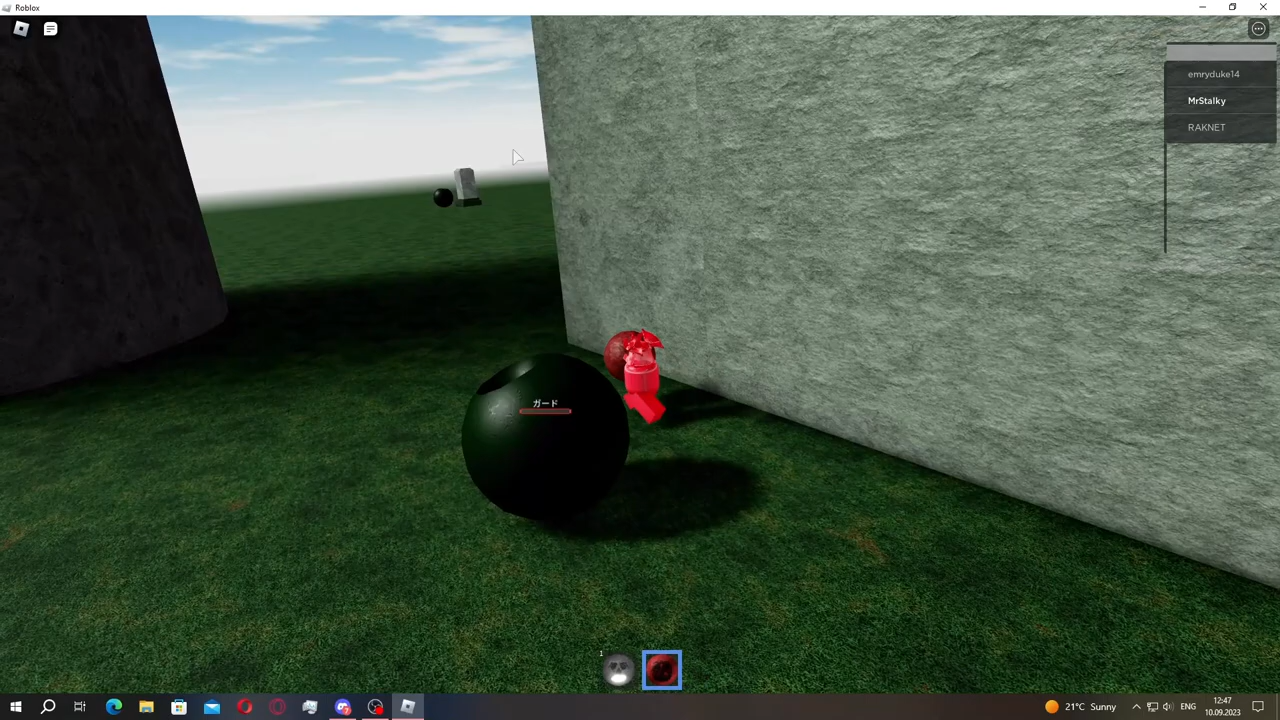 Roblox
emryduke14
MrStalky
RAKNET
ガード
1
21°C Sunny
ENG
12:47
10.09.2023